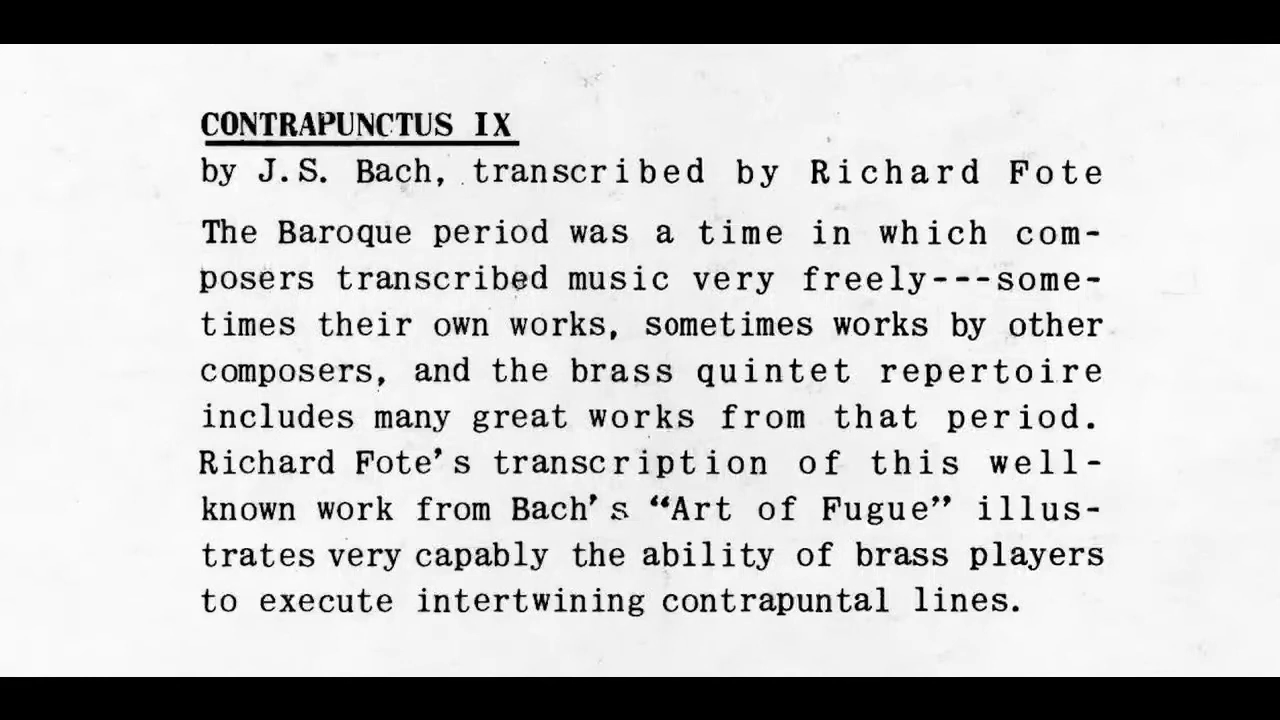 CONTRAPUNCTUS IX
by J.S. Bach, transcribed by Richard Fote
The Baroque period was a time in which com-
posers transcribed music very freely---some-
times their own works, sometimes works by other
composers, and the brass quintet repertoire
includes many great works from that period.
Richard Fote's transcription of this well-
known work from Bach's “Art of Fugue” illus-
trates very capably the ability of brass players
to execute intertwining contrapuntal lines.